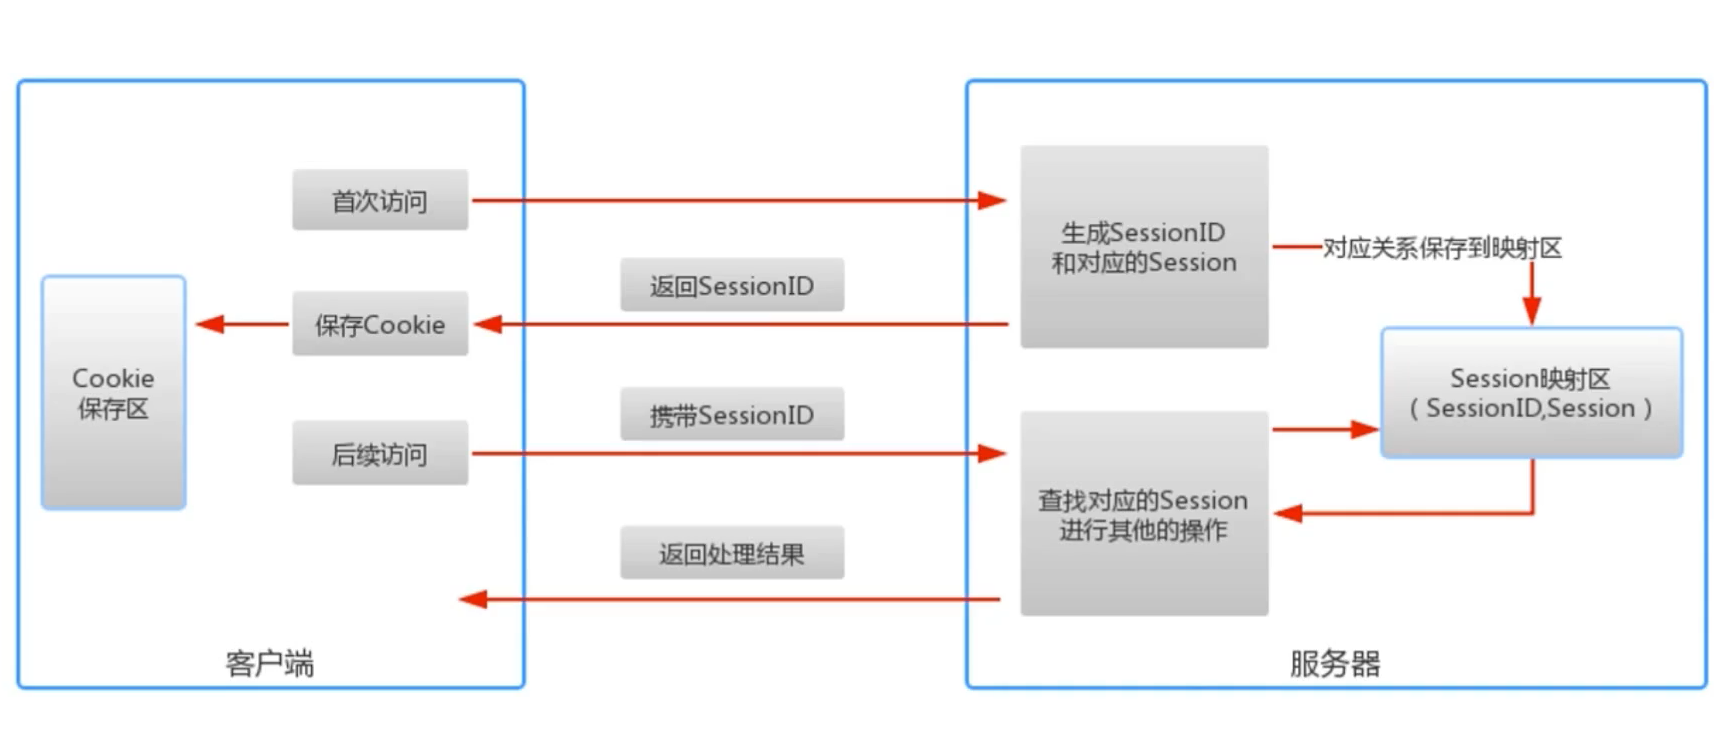 首次访问
生成SessionID
和对应的Session
对应关系保存到映射区
返回SessionID
保存Cookie
Cookie
保存区
Session映射区
（SessionID,Session）
携带SessionID
后续访问
查找对应的Session
进行其他的操作
返回处理结果
客户端
服务器